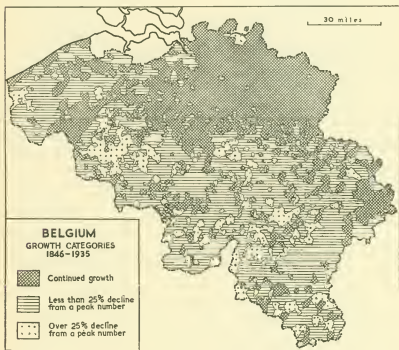 30 miles
BELGIUM
GROWTH CATEGORIES
1846-1935
Continued growth
Less than 25% decline
from a peak number
Over 25% decline
from a peak number